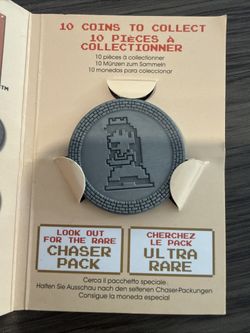 10 COINS TO COLLECT
10 PIÈCES À
COLLECTIONNER
10 pièces à collectionner
10 Münzen zum Sammeln
10 monedas para coleccionar
TM
LOOK OUT
FOR THE RARE
CHASER
PACK
CHERCHEZ
LE PACK
ULTRA
RARE
Cerca il pacchetto speciale
Halten Sie Ausschau nach den seltenen Chaser-Packungen
Consigue la moneda especial